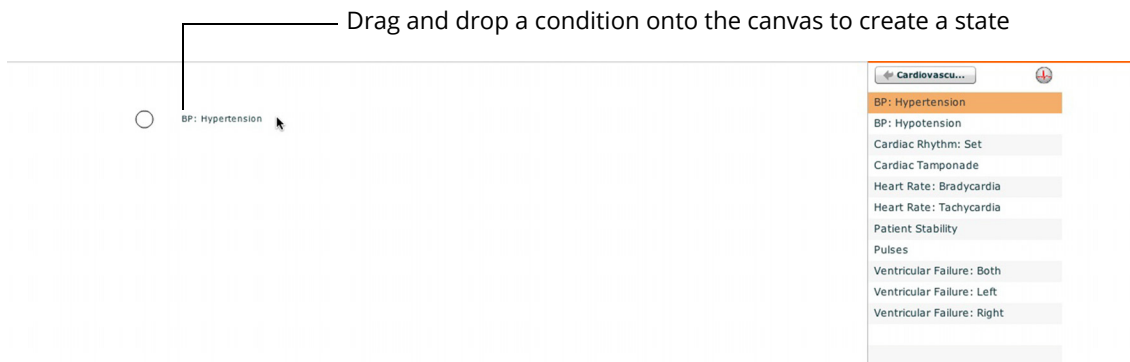 Drag and drop a condition onto the canvas to create a state
Cardiovascu...
BP: Hypertension
BP: Hypertension
BP: Hypotension
Cardiac Rhythm: Set
Cardiac Tamponade
Heart Rate: Bradycardia
Heart Rate: Tachycardia
Patient Stability
Pulses
Ventricular Failure: Both
Ventricular Failure: Left
Ventricular Failure: Right